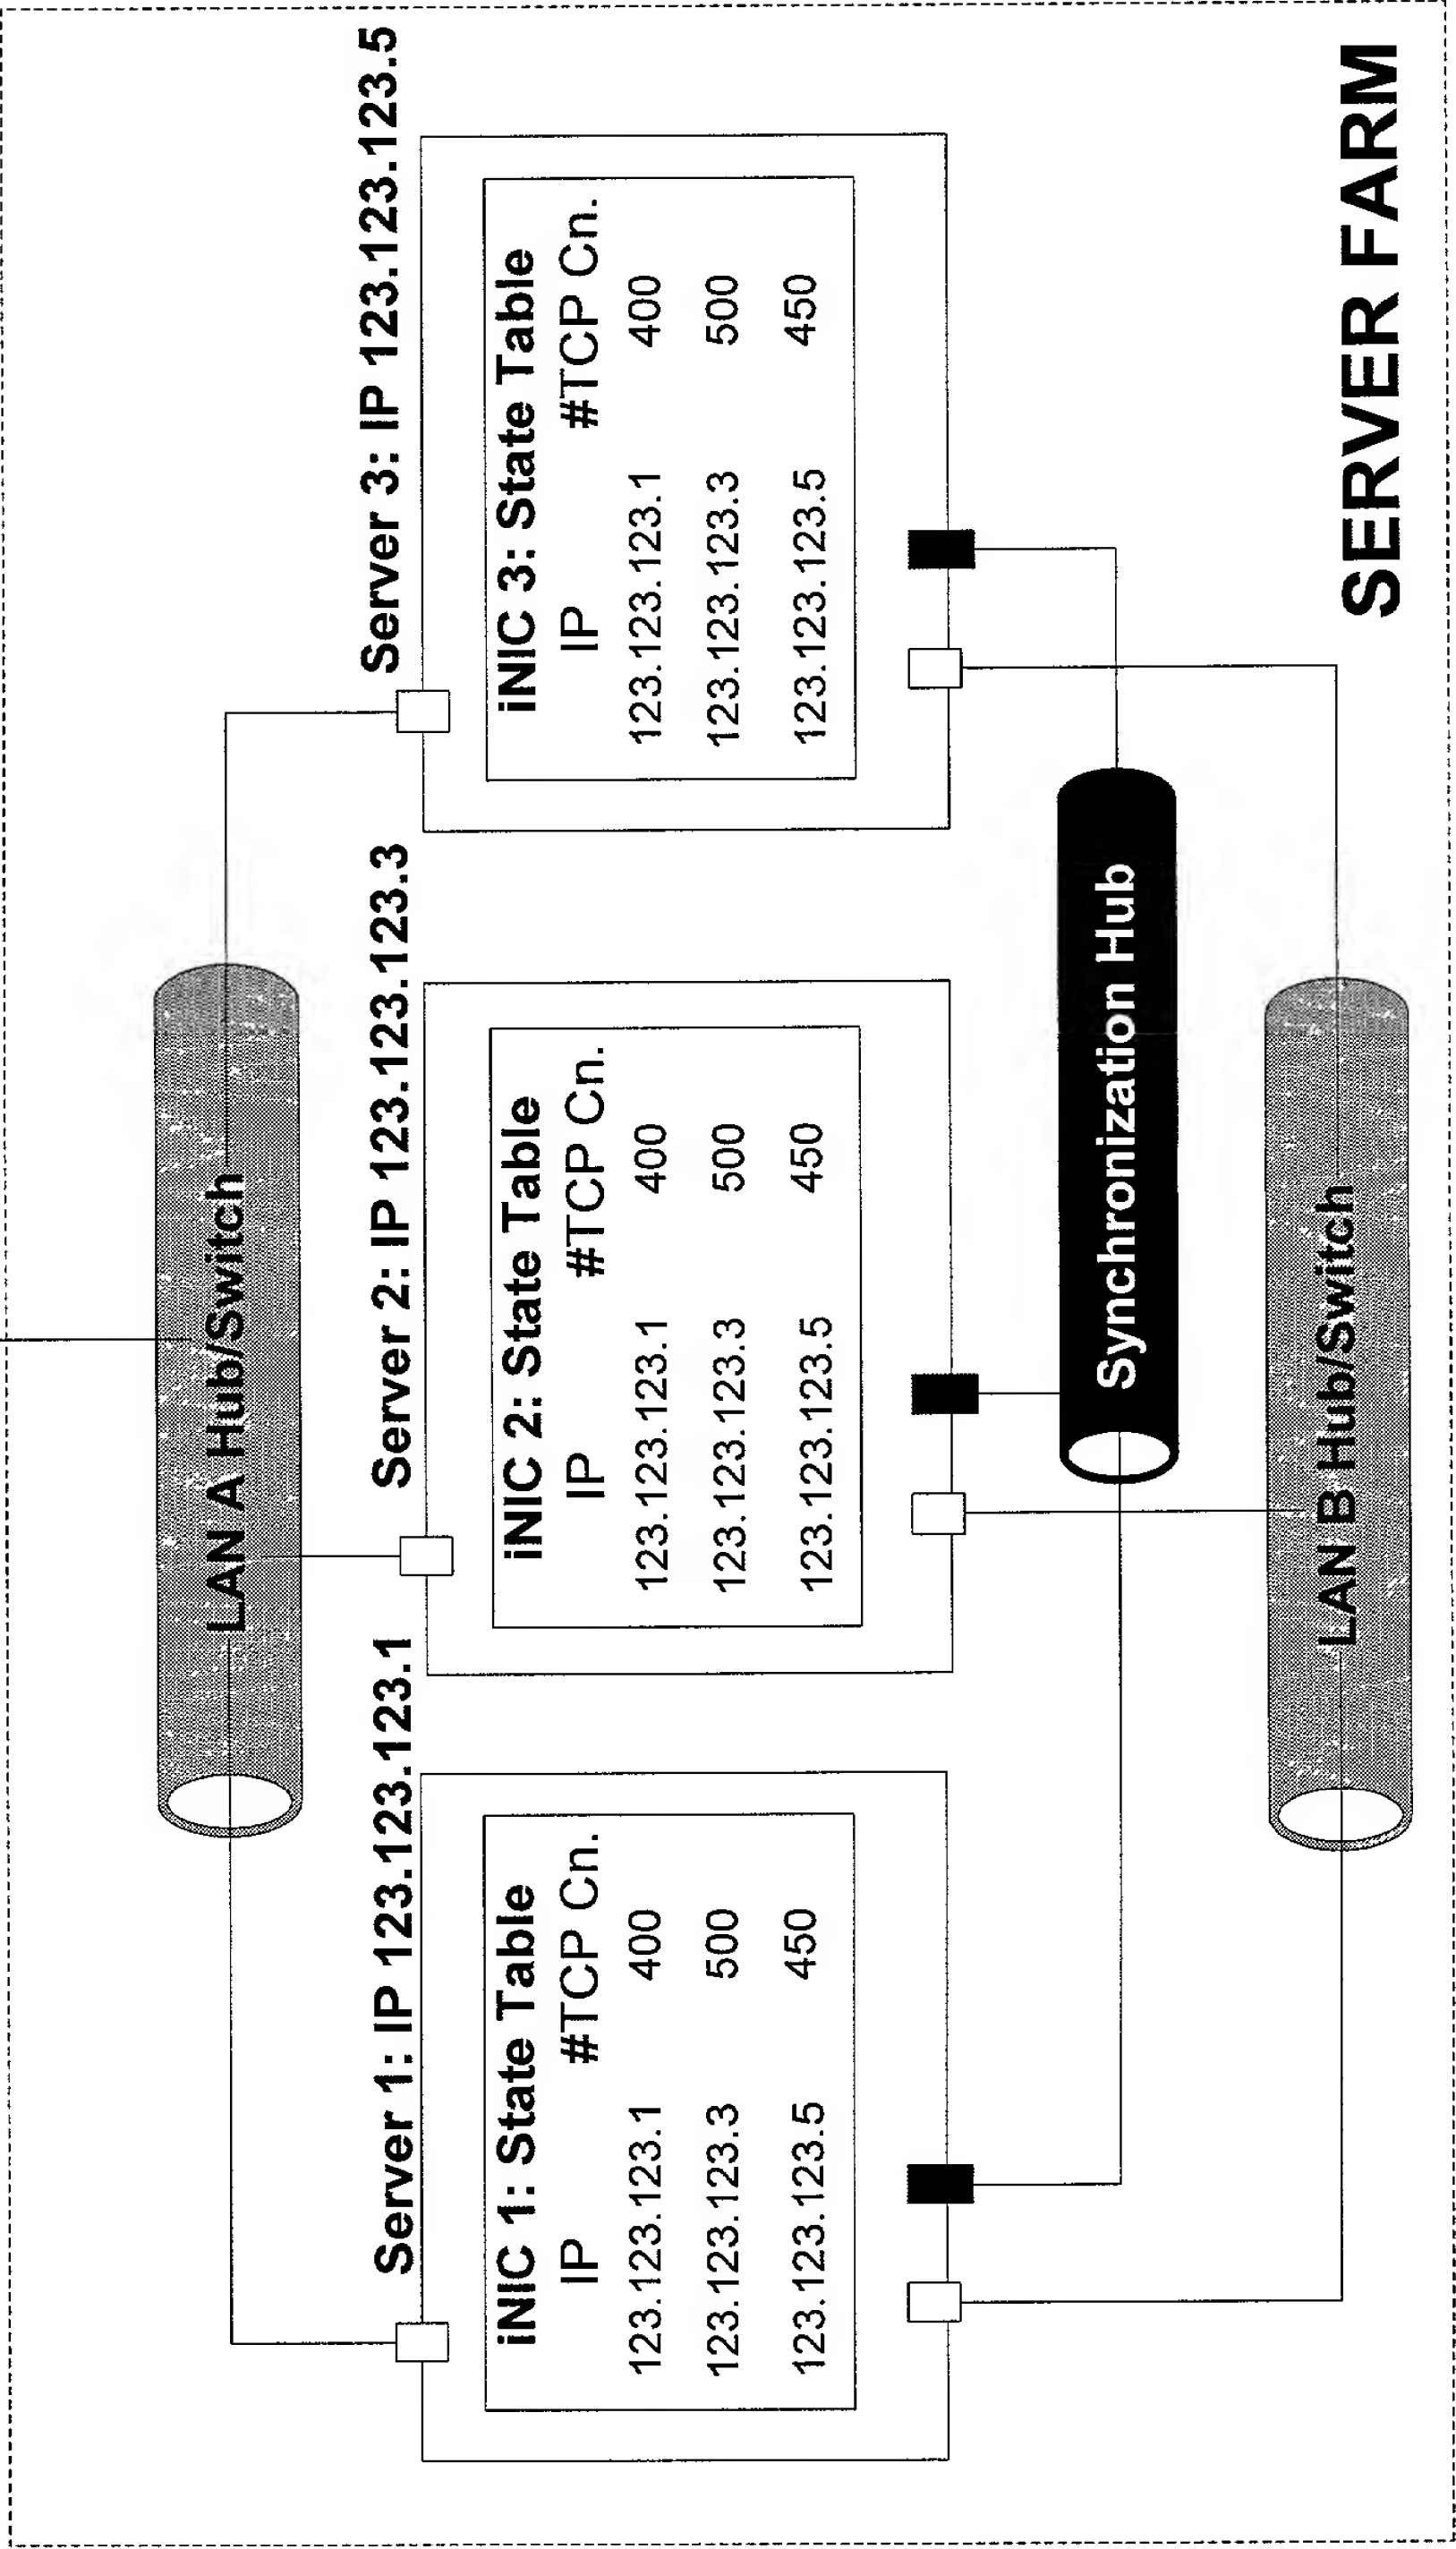 LAN A Hub/Switch
Server 1: IP 123.123.123.1
iNIC 1: State Table
IP #TCP Cn.
123.123.123.1 400
123.123.123.3 500
123.123.123.5 450
Server 2: IP 123.123.123.3
iNIC 2: State Table
IP #TCP Cn.
123.123.123.1 400
123.123.123.3 500
123.123.123.5 450
Server 3: IP 123.123.123.5
iNIC 3: State Table
IP #TCP Cn.
123.123.123.1 400
123.123.123.3 500
123.123.123.5 450
Synchronization Hub
LAN B Hub/Switch
SERVER FARM